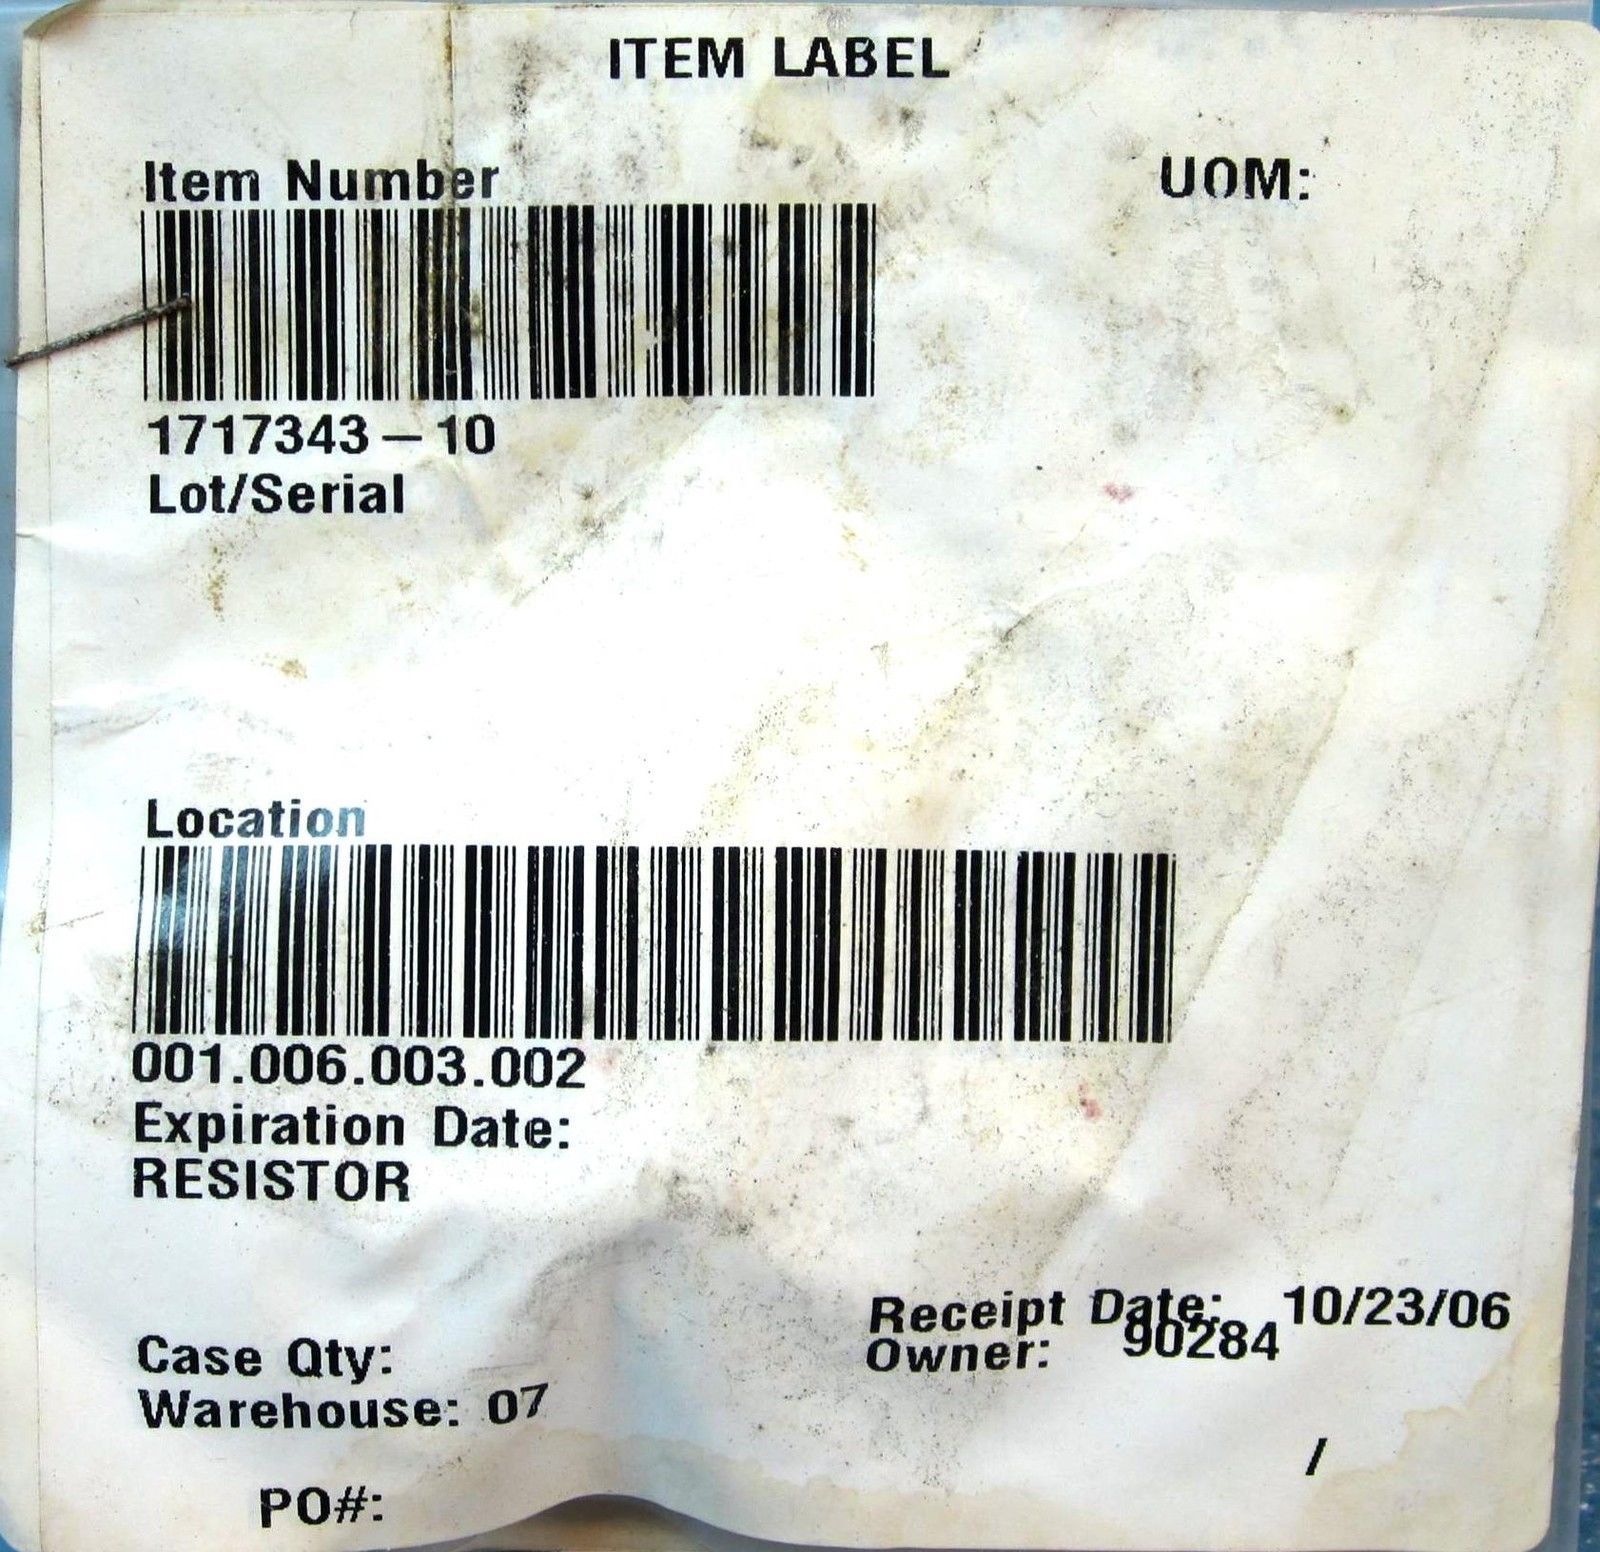 ITEM LABEL
Item Number
UOM:
1717343-10
Lot/Serial
Location
001.006.003.002
Expiration Date:
RESISTOR
Receipt Date: 10/23/06
Owner: 90284
Case Qty:
Warehouse: 07
/
PO#: